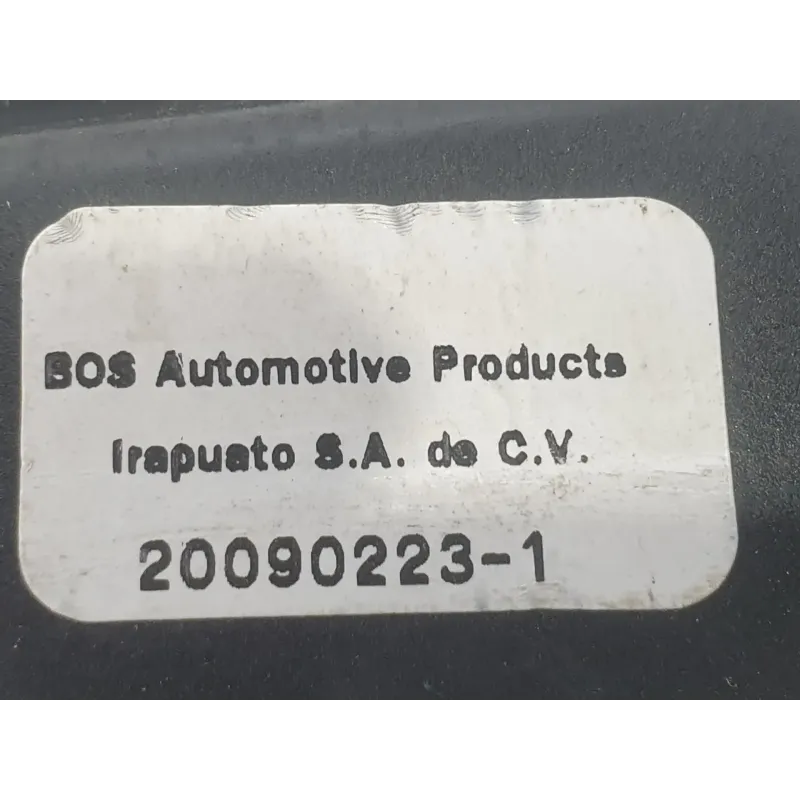 BOS Automotive Products
Irapuato S.A. de C.V.
20090223-1